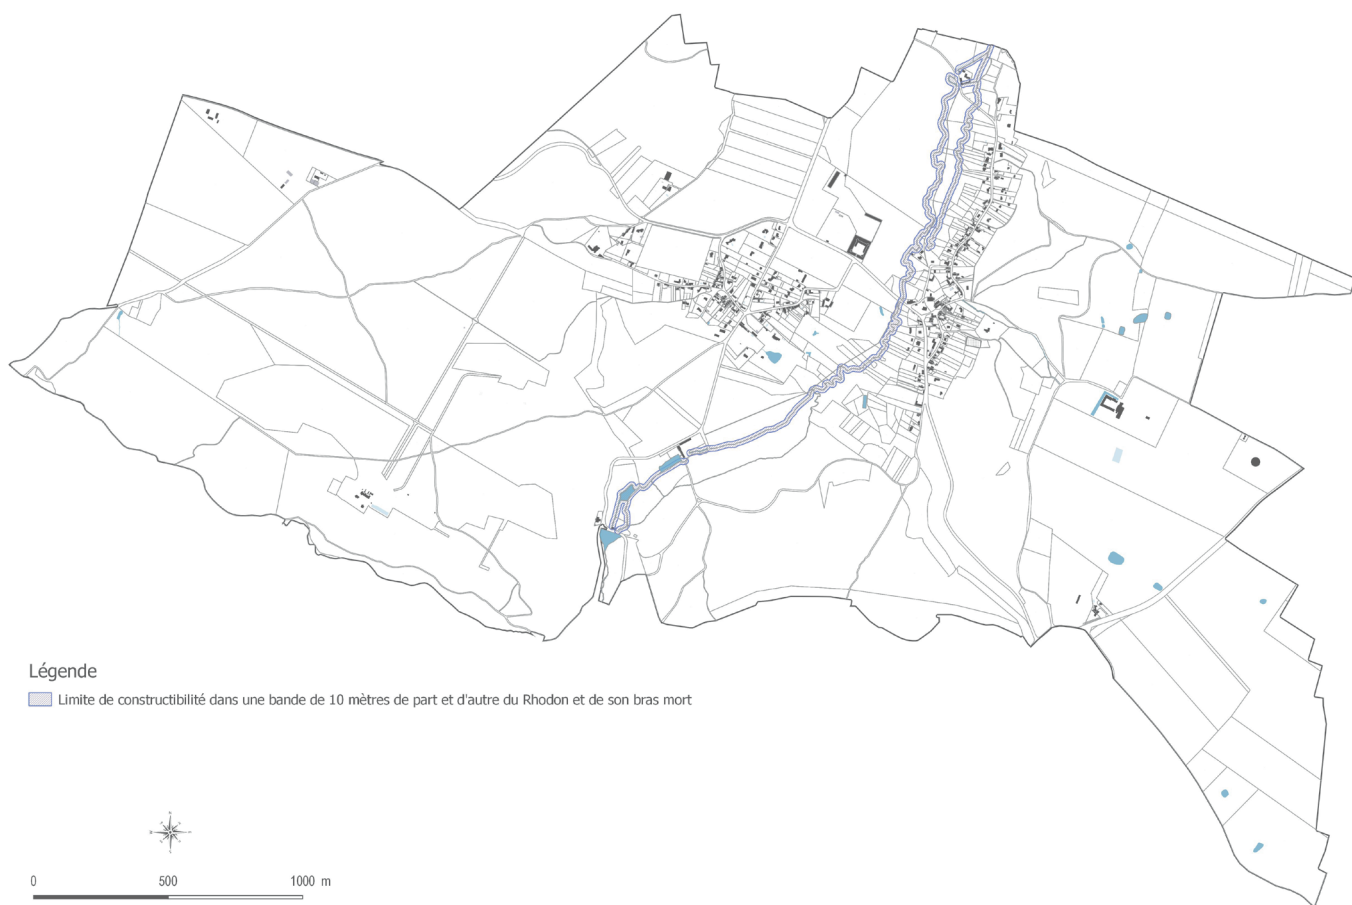 Légende
Limite de constructibilité dans une bande de 10 mètres de part et d'autre du Rhodon et de son bras mort
0 500 1000 m